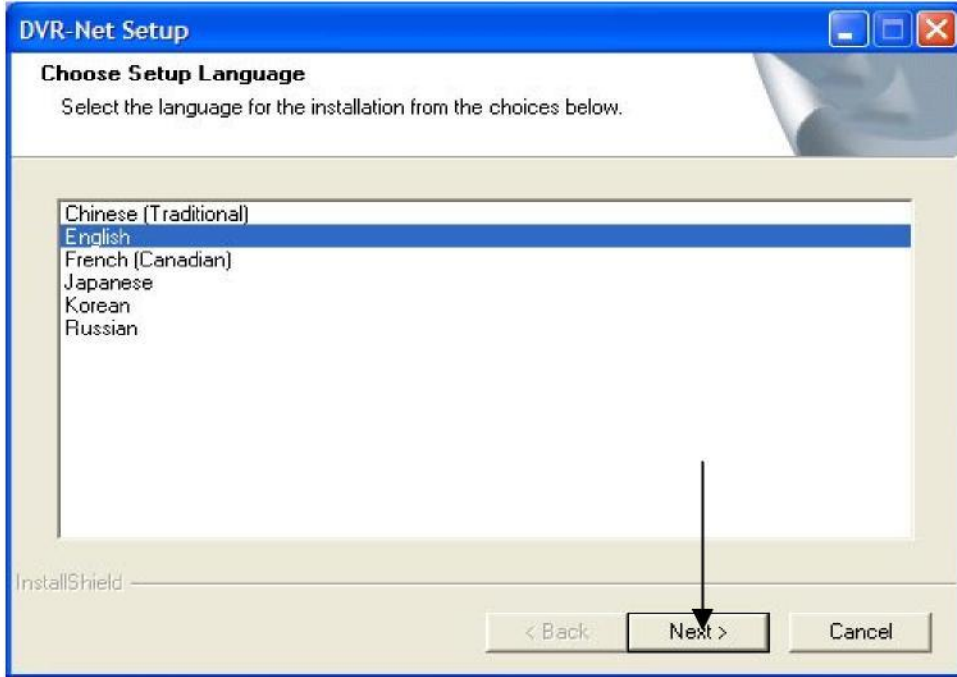 DVR-Net Setup
Choose Setup Language
Select the language for the installation from the choices below.
Chinese (Traditional)
English
French (Canadian)
Japanese
Korean
Russian
InstallShield
< Back Next > Cancel